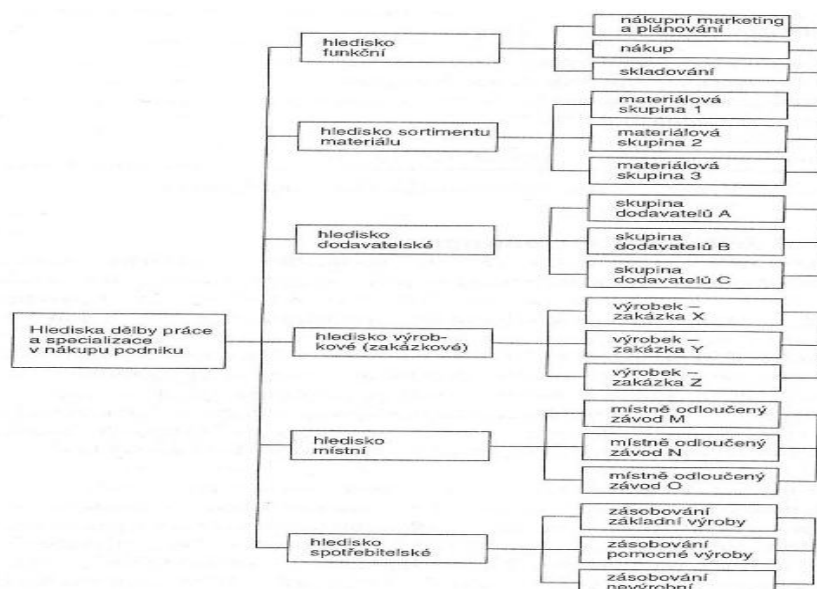 Hlediska dělby práce
a specializace
v nákupu podniku
hledisko
funkční
nákupní marketing
a plánování
nákup
skladování
hledisko sortimentu
materiálu
materiálová
skupina 1
materiálová
skupina 2
materiálová
skupina 3
hledisko
dodavatelské
skupina
dodavatelů A
skupina
dodavatelů B
skupina
dodavatelů C
hledisko výrob-
kové (zakázkové)
výrobek –
zakázka X
výrobek –
zakázka Y
výrobek –
zakázka Z
hledisko
místní
místně odloučený
závod M
místně odloučený
závod N
místně odloučený
závod O
hledisko
spotřebitelské
zásobování
základní výroby
zásobování
pomocné výroby
zásobování
nevýrobní